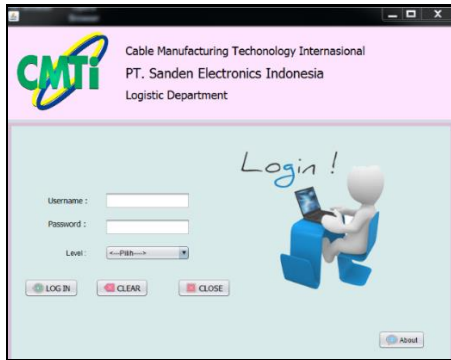 CMTi
Cable Manufacturing Techonology Internasional
PT. Sanden Electronics Indonesia
Logistic Department
Login !
Username :
Password :
Level :
<---Pilih---->
LOG IN
CLEAR
CLOSE
About